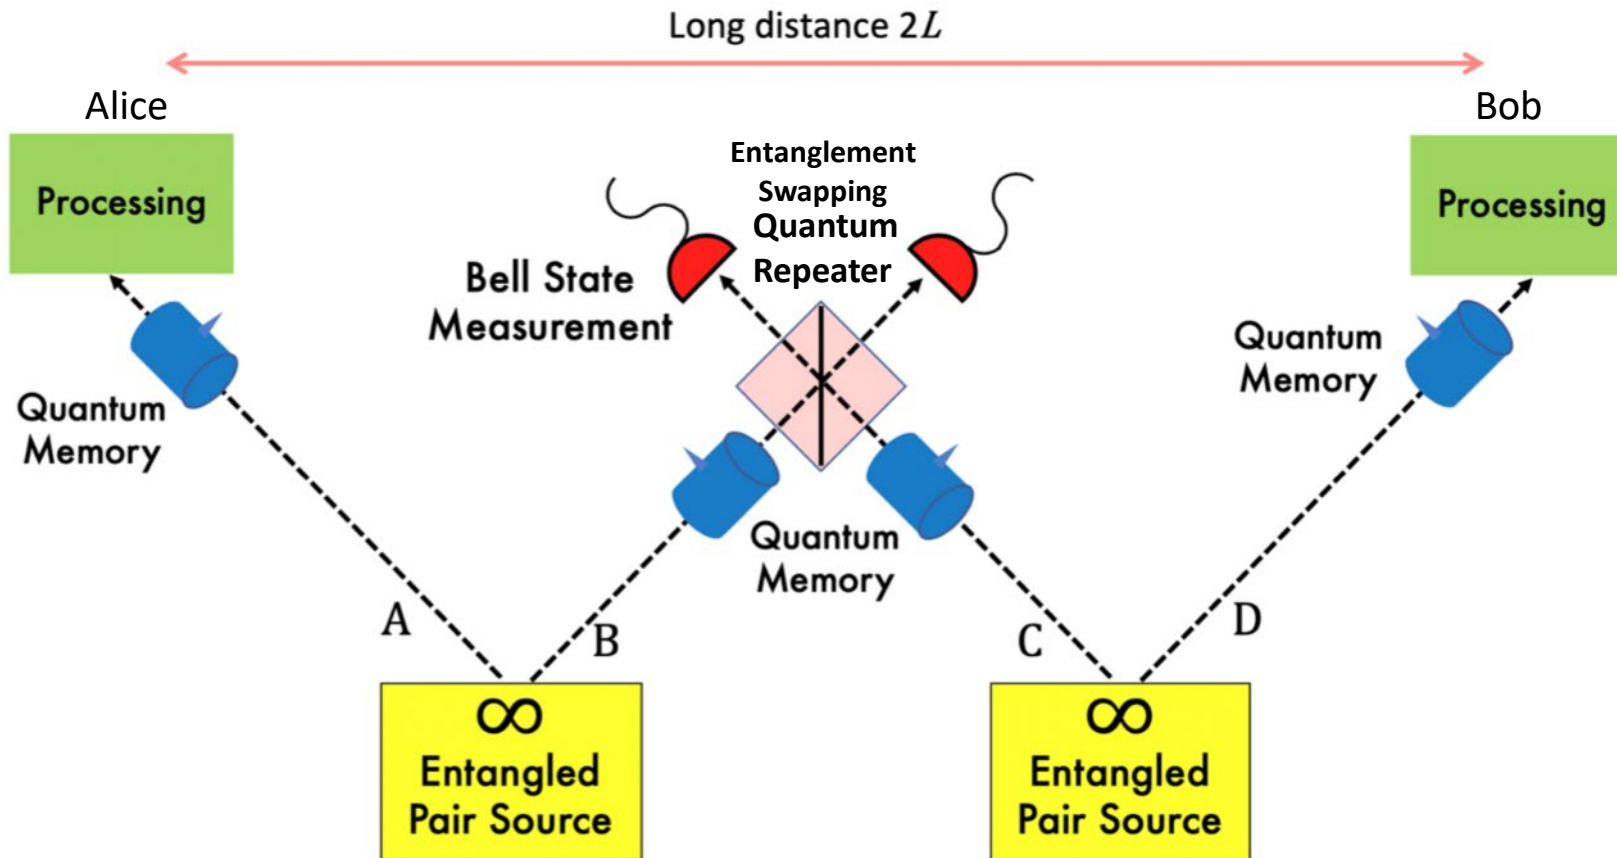 Long distance 2L
Alice
Bob
Processing
Entanglement
Swapping
Quantum
Repeater
Processing
Bell State
Measurement
Quantum
Memory
Quantum
Memory
Quantum
Memory
A
B
C
D
∞
Entangled
Pair Source
∞
Entangled
Pair Source